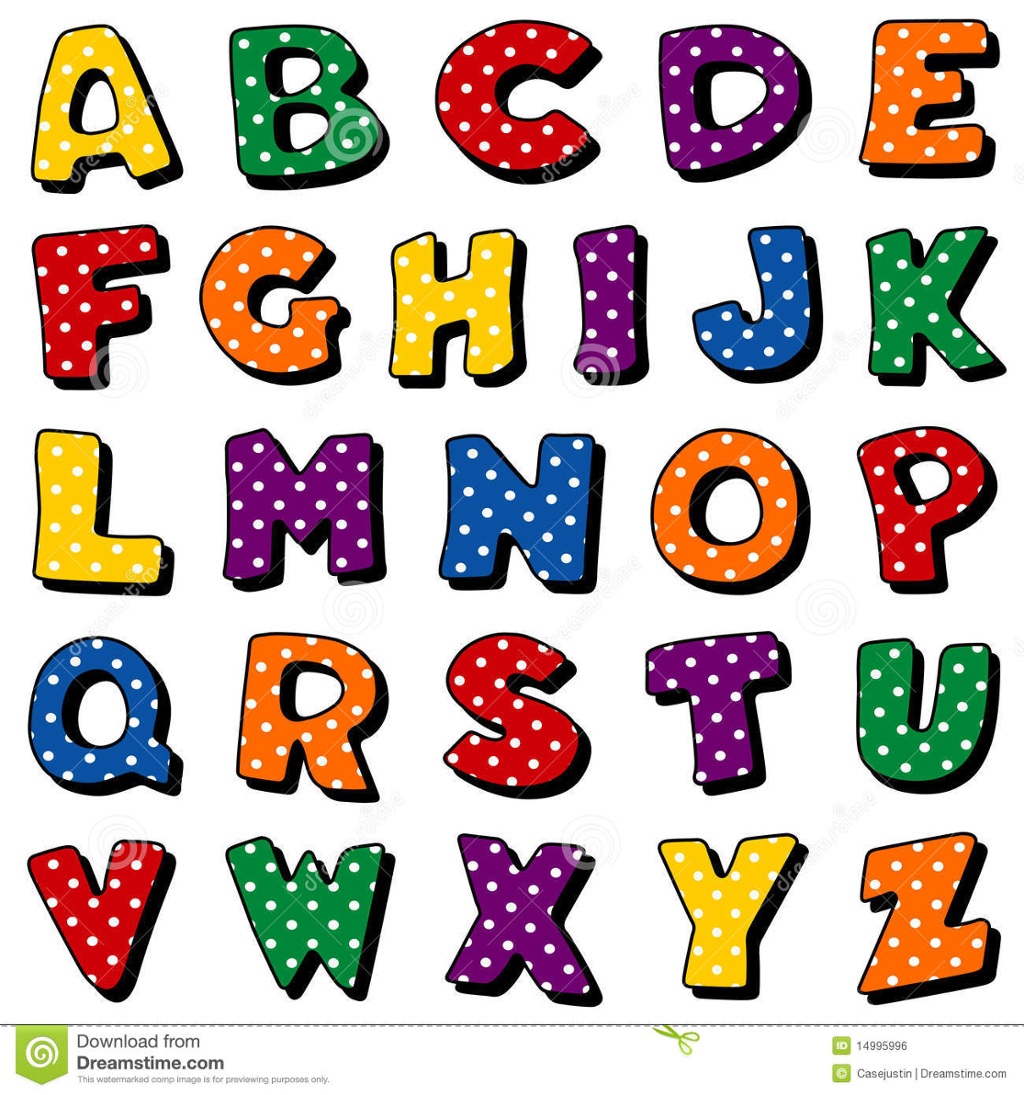 A B C D E
F G H I J K
L M N O P
Q R S T U
V W X Y Z
Download from
Dreamstime.com
This watermarked comp image is for previewing purposes only.
ID 14995996
Casejustin | Dreamstime.com